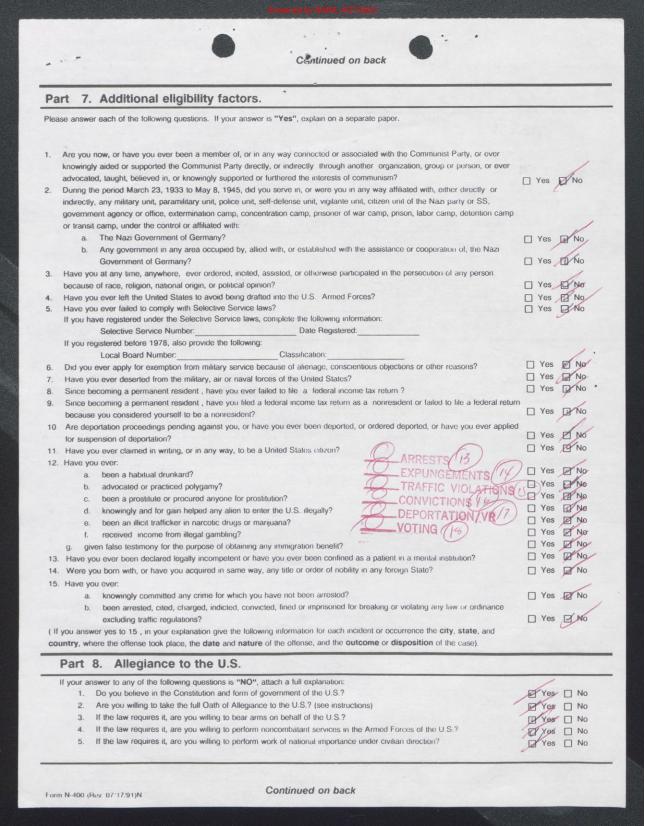 Continued on back
Part 7. Additional eligibility factors.
Please answer each of the following questions. If your answer is "Yes", explain on a separate paper.
1. Are you now, or have you ever been a member of, or in any way connected or associated with the Communist Party, or ever
knowingly aided or supported the Communist Party directly, or indirectly through another organization, group or person, or ever
advocated, taught, believed in, or knowingly supported or furthered the interests of communism? Yes No
2. During the period March 23, 1933 to May 8, 1945, did you serve in, or were you in any way affiliated with, either directly or
indirectly, any military unit, paramilitary unit, police unit, self-defense unit, vigilante unit, citizen unit of the Nazi party or SS,
government agency or office, extermination camp, concentration camp, prisoner of war camp, prison, labor camp, detention camp
or transit camp, under the control or affiliated with:
a. The Nazi Government of Germany? Yes No
b. Any government in any area occupied by, allied with, or established with the assistance or cooperation of, the Nazi
Government of Germany? Yes No
3. Have you at any time, anywhere, ever ordered, incited, assisted, or otherwise participated in the persecution of any person
because of race, religion, national origin, or political opinion? Yes No
4. Have you ever left the United States to avoid being drafted into the U.S. Armed Forces? Yes No
5. Have you ever failed to comply with Selective Service laws? Yes No
If you have registered under the Selective Service laws, complete the following information:
Selective Service Number: Date Registered:
If you registered before 1978, also provide the following:
Local Board Number: Classification:
6. Did you ever apply for exemption from military service because of alienage, conscientious objections or other reasons? Yes No
7. Have you ever deserted from the military, air or naval forces of the United States? Yes No
8. Since becoming a permanent resident , have you ever failed to file a federal income tax return ? Yes No
9. Since becoming a permanent resident , have you filed a federal income tax return as a nonresident or failed to file a federal return
because you considered yourself to be a nonresident? Yes No
10 Are deportation proceedings pending against you, or have you ever been deported, or ordered deported, or have you ever applied
for suspension of deportation? Yes No
11. Have you ever claimed in writing, or in any way, to be a United States citizen? Yes No
12. Have you ever:
a. been a habitual drunkard? Yes No
b. advocated or practiced polygamy? Yes No
c. been a prostitute or procured anyone for prostitution? Yes No
d. knowingly and for gain helped any alien to enter the U.S. illegally? Yes No
e. been an illicit trafficker in narcotic drugs or marijuana? Yes No
f. received income from illegal gambling? Yes No
g. given false testimony for the purpose of obtaining any immigration benefit? Yes No
ARRESTS 13
EXPUNGEMENTS 14
TRAFFIC VIOLATIONS
CONVICTIONS
DEPORTATION/VR 17
VOTING 18
13. Have you ever been declared legally incompetent or have you ever been confined as a patient in a mental institution? Yes No
14. Were you born with, or have you acquired in same way, any title or order of nobility in any foreign State? Yes No
15. Have you ever:
a. knowingly committed any crime for which you have not been arrested? Yes No
b. been arrested, cited, charged, indicted, convicted, fined or imprisoned for breaking or violating any law or ordinance
excluding traffic regulations? Yes No
( If you answer yes to 15 , in your explanation give the following information for each incident or occurrence the city, state, and
country, where the offense took place, the date and nature of the offense, and the outcome or disposition of the case).
Part 8. Allegiance to the U.S.
If your answer to any of the following questions is "NO", attach a full explanation:
1. Do you believe in the Constitution and form of government of the U.S.? Yes No
2. Are you willing to take the full Oath of Allegiance to the U.S.? (see instructions) Yes No
3. If the law requires it, are you willing to bear arms on behalf of the U.S.? Yes No
4. If the law requires it, are you willing to perform noncombatant services in the Armed Forces of the U.S.? Yes No
5. If the law requires it, are you willing to perform work of national importance under civilian direction? Yes No
Continued on back
Form N-400 (Rev. 07/17/91)N